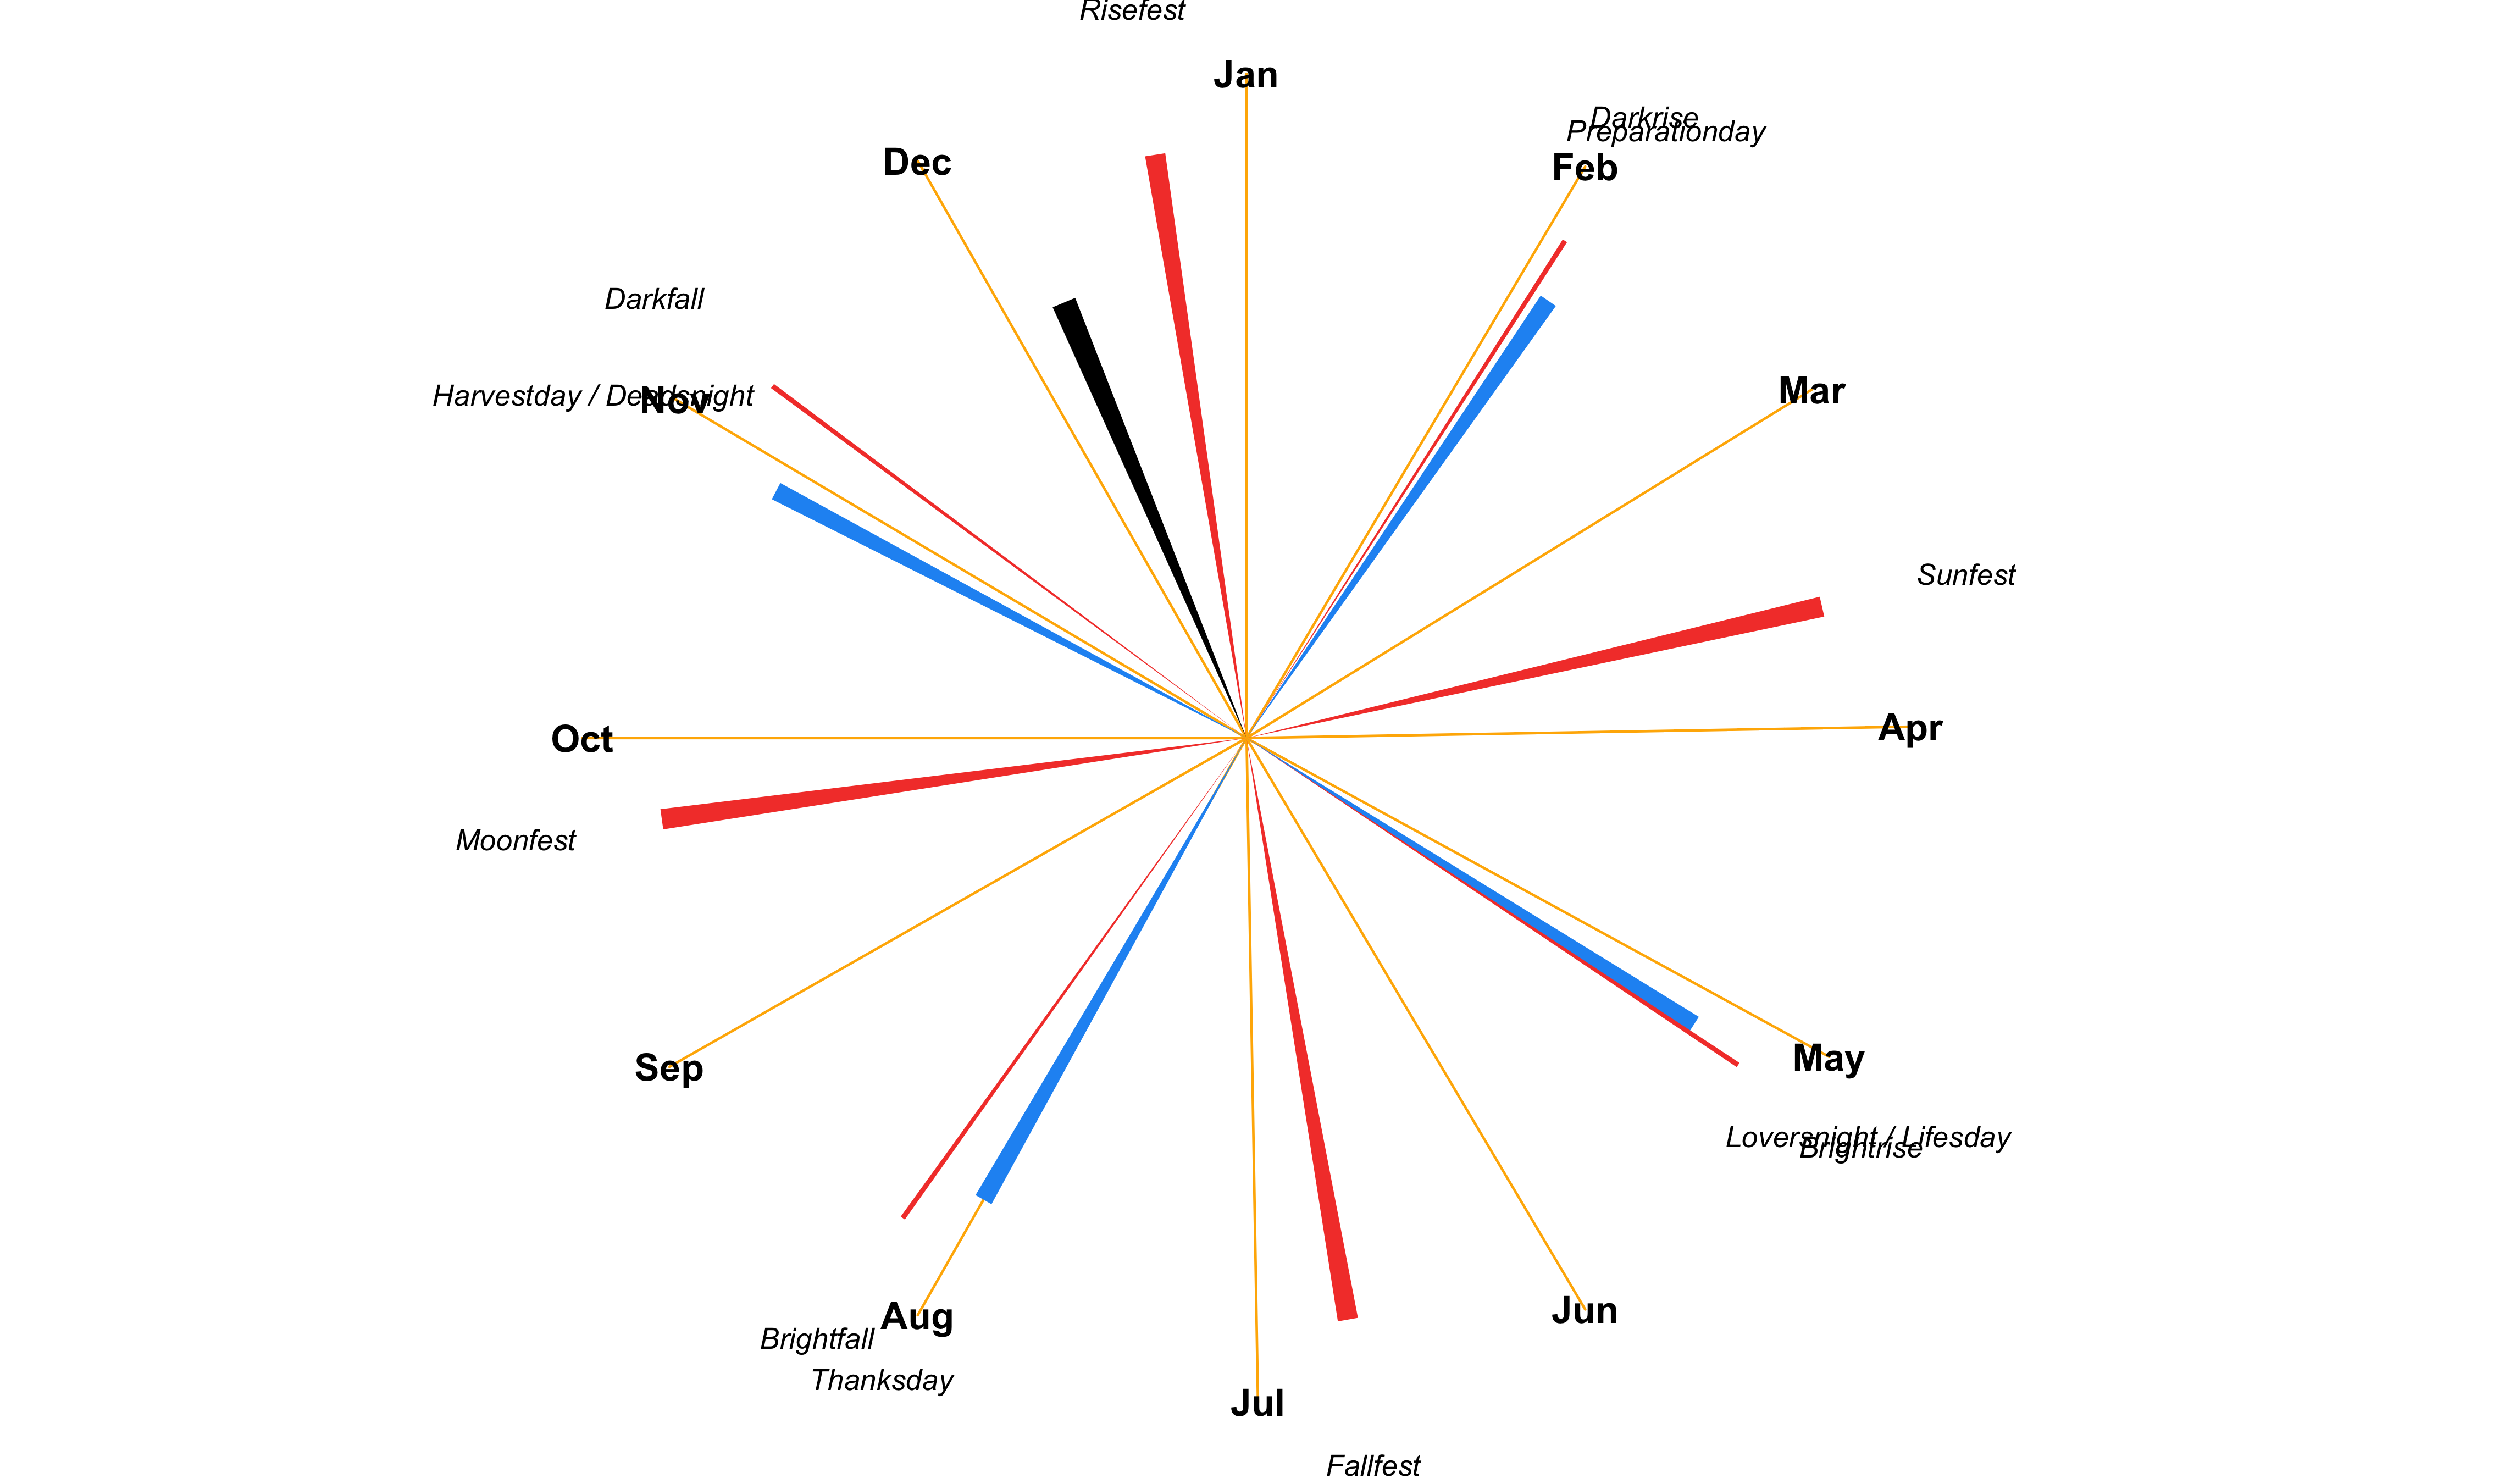 Risefest
Jan
Darkrise
Preparationday
Dec
Feb
Darkfall
Mar
Harvestday / Deadsnight
Nov
Sunfest
Apr
Oct
Moonfest
May
Sep
Loversnight / Lifesday
Brightrise
Jun
Aug
Brightfall
Thanksday
Jul
Fallfest